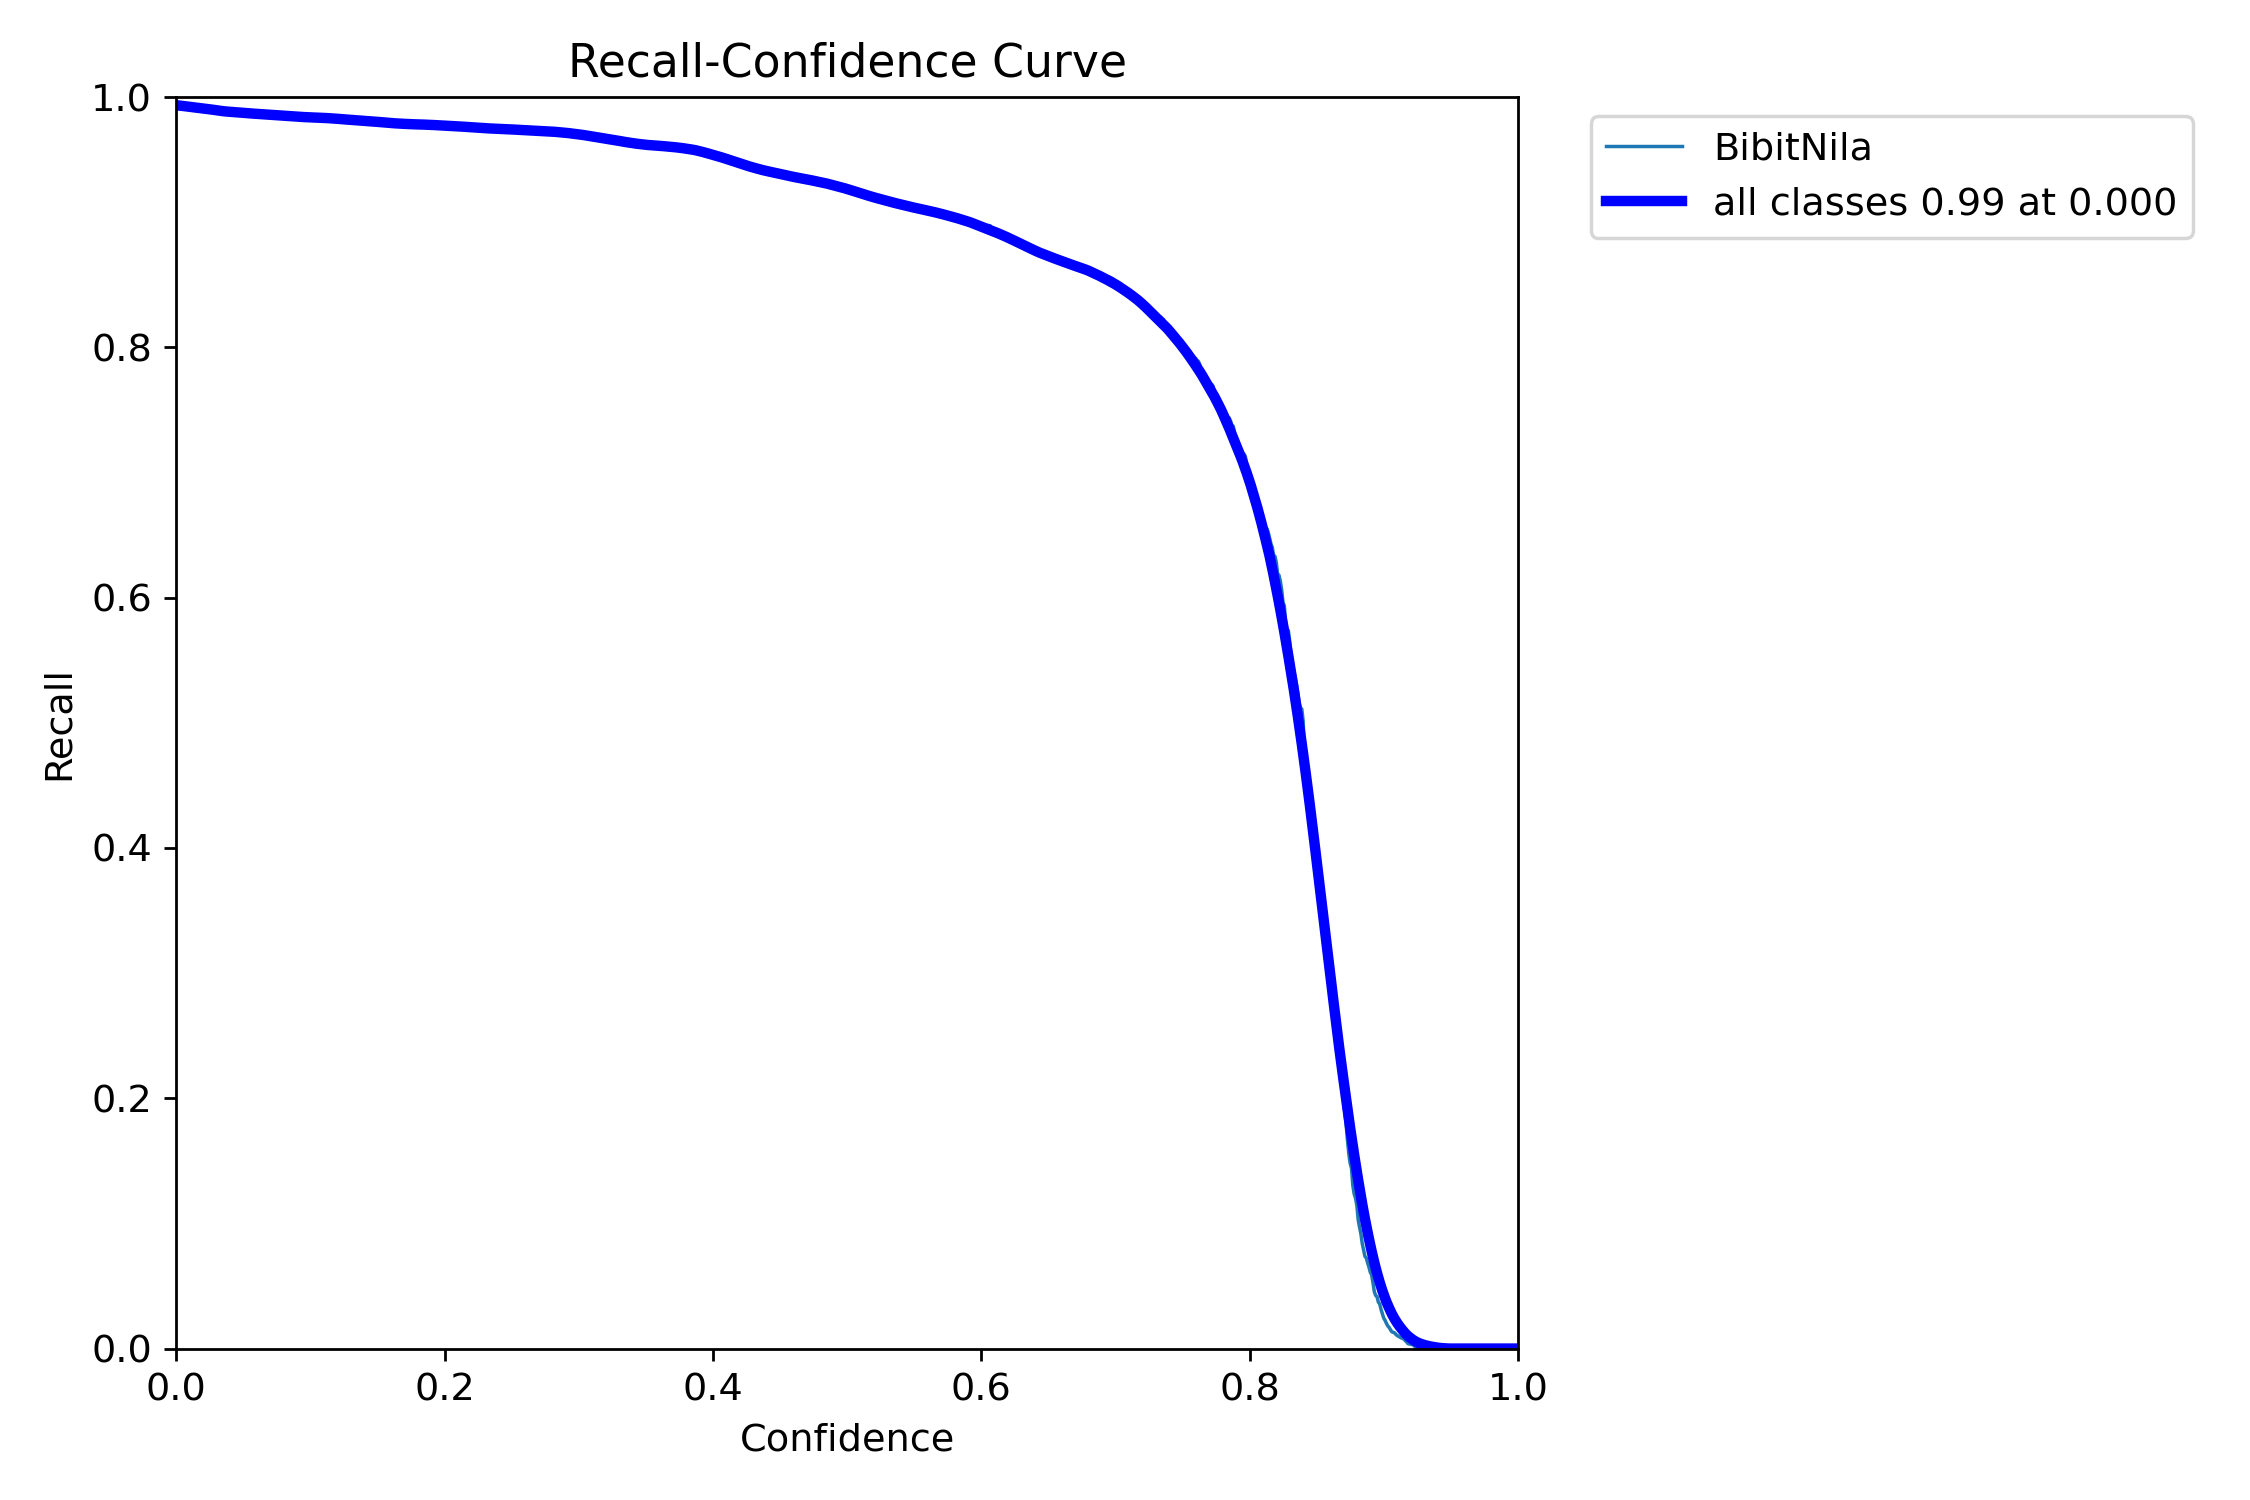 Recall-Confidence Curve
1.0
0.8
0.6
0.4
0.2
0.0
Recall
0.0 0.2 0.4 0.6 0.8 1.0
Confidence
BibitNila
all classes 0.99 at 0.000